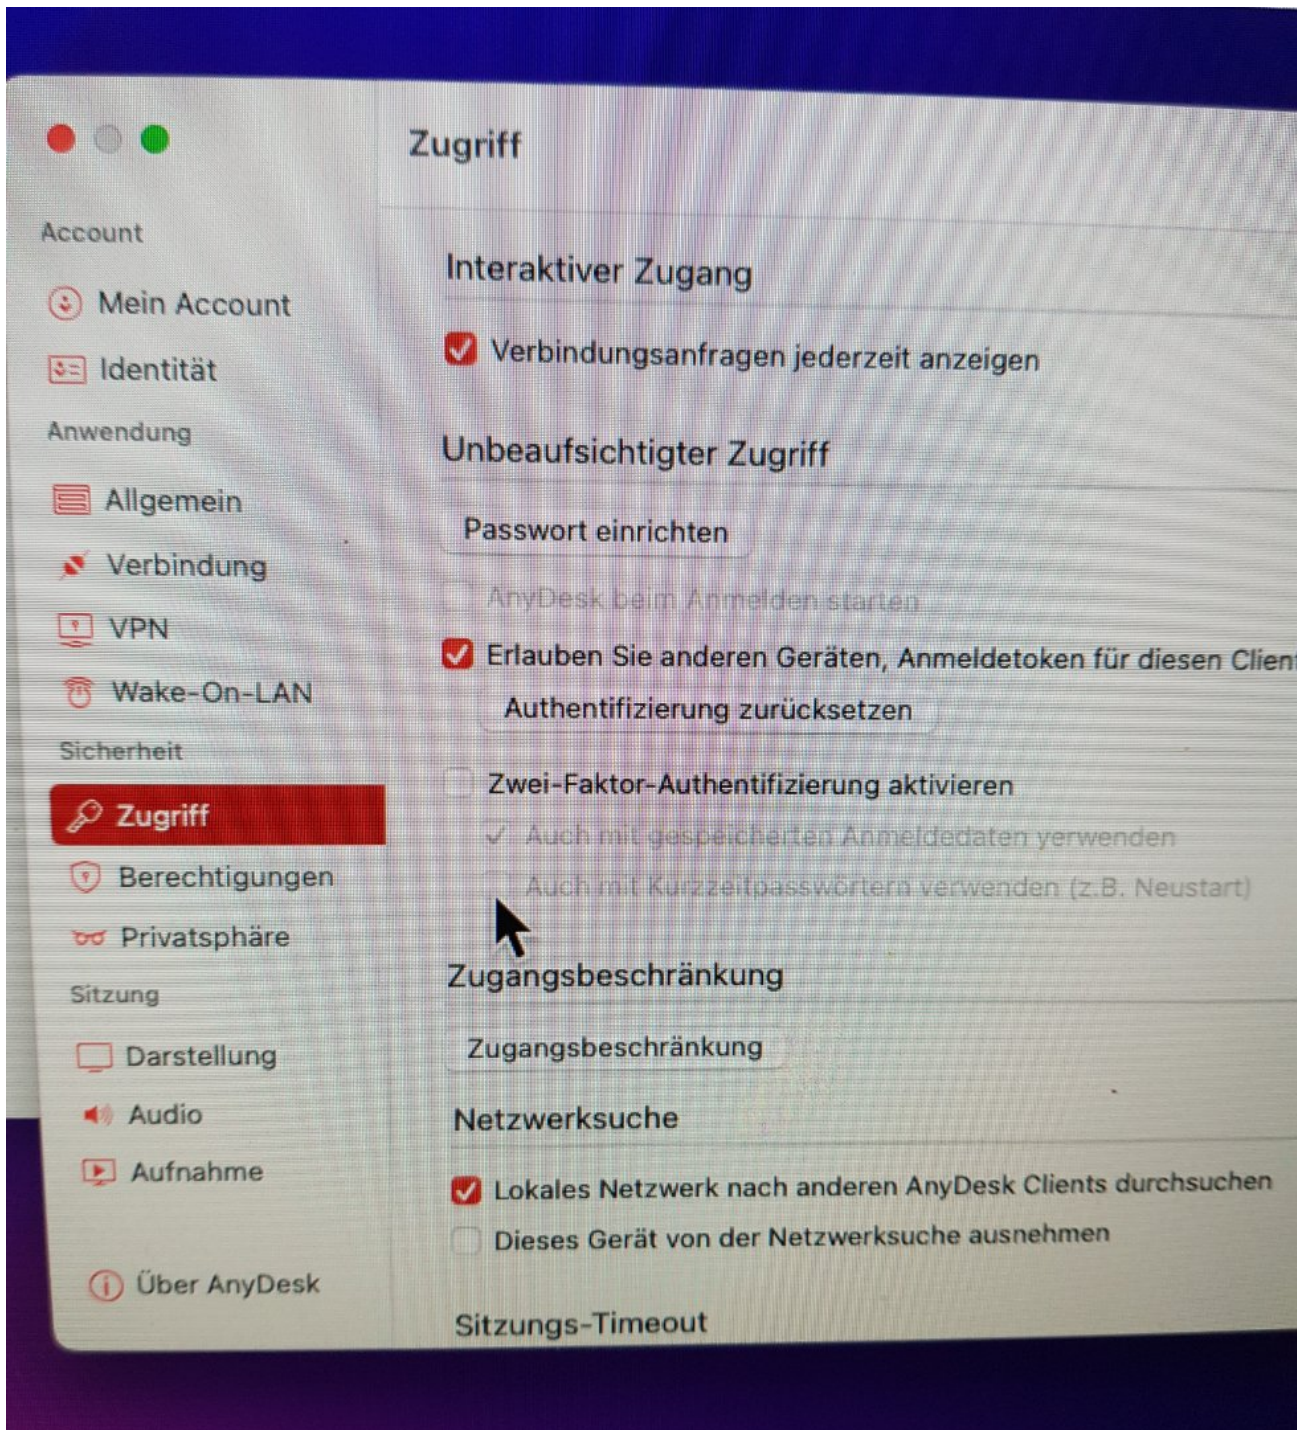 Zugriff
Account
Mein Account
Identität
Anwendung
Allgemein
Verbindung
VPN
Wake-On-LAN
Sicherheit
Zugriff
Berechtigungen
Privatsphäre
Sitzung
Darstellung
Audio
Aufnahme
Über AnyDesk
Interaktiver Zugang
Verbindungsanfragen jederzeit anzeigen
Unbeaufsichtigter Zugriff
Passwort einrichten
AnyDesk beim Anmelden starten
Erlauben Sie anderen Geräten, Anmeldetoken für diesen Clien
Authentifizierung zurücksetzen
Zwei-Faktor-Authentifizierung aktivieren
Auch mit gespeicherten Anmeldedaten verwenden
Auch mit Kurzzeitpasswörtern verwenden (z.B. Neustart)
Zugangsbeschränkung
Zugangsbeschränkung
Netzwerksuche
Lokales Netzwerk nach anderen AnyDesk Clients durchsuchen
Dieses Gerät von der Netzwerksuche ausnehmen
Sitzungs-Timeout